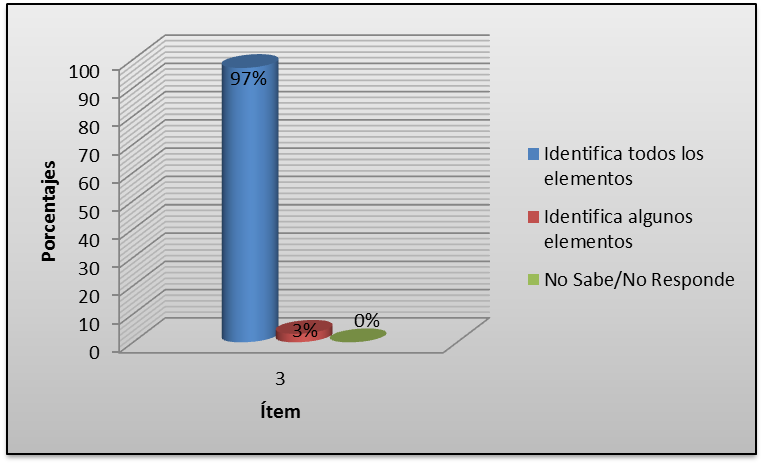 Porcentajes
100
90
80
70
60
50
40
30
20
10
0
97%
3%
0%
3
Ítem
Identifica todos los
elementos
Identifica algunos
elementos
No Sabe/No Responde